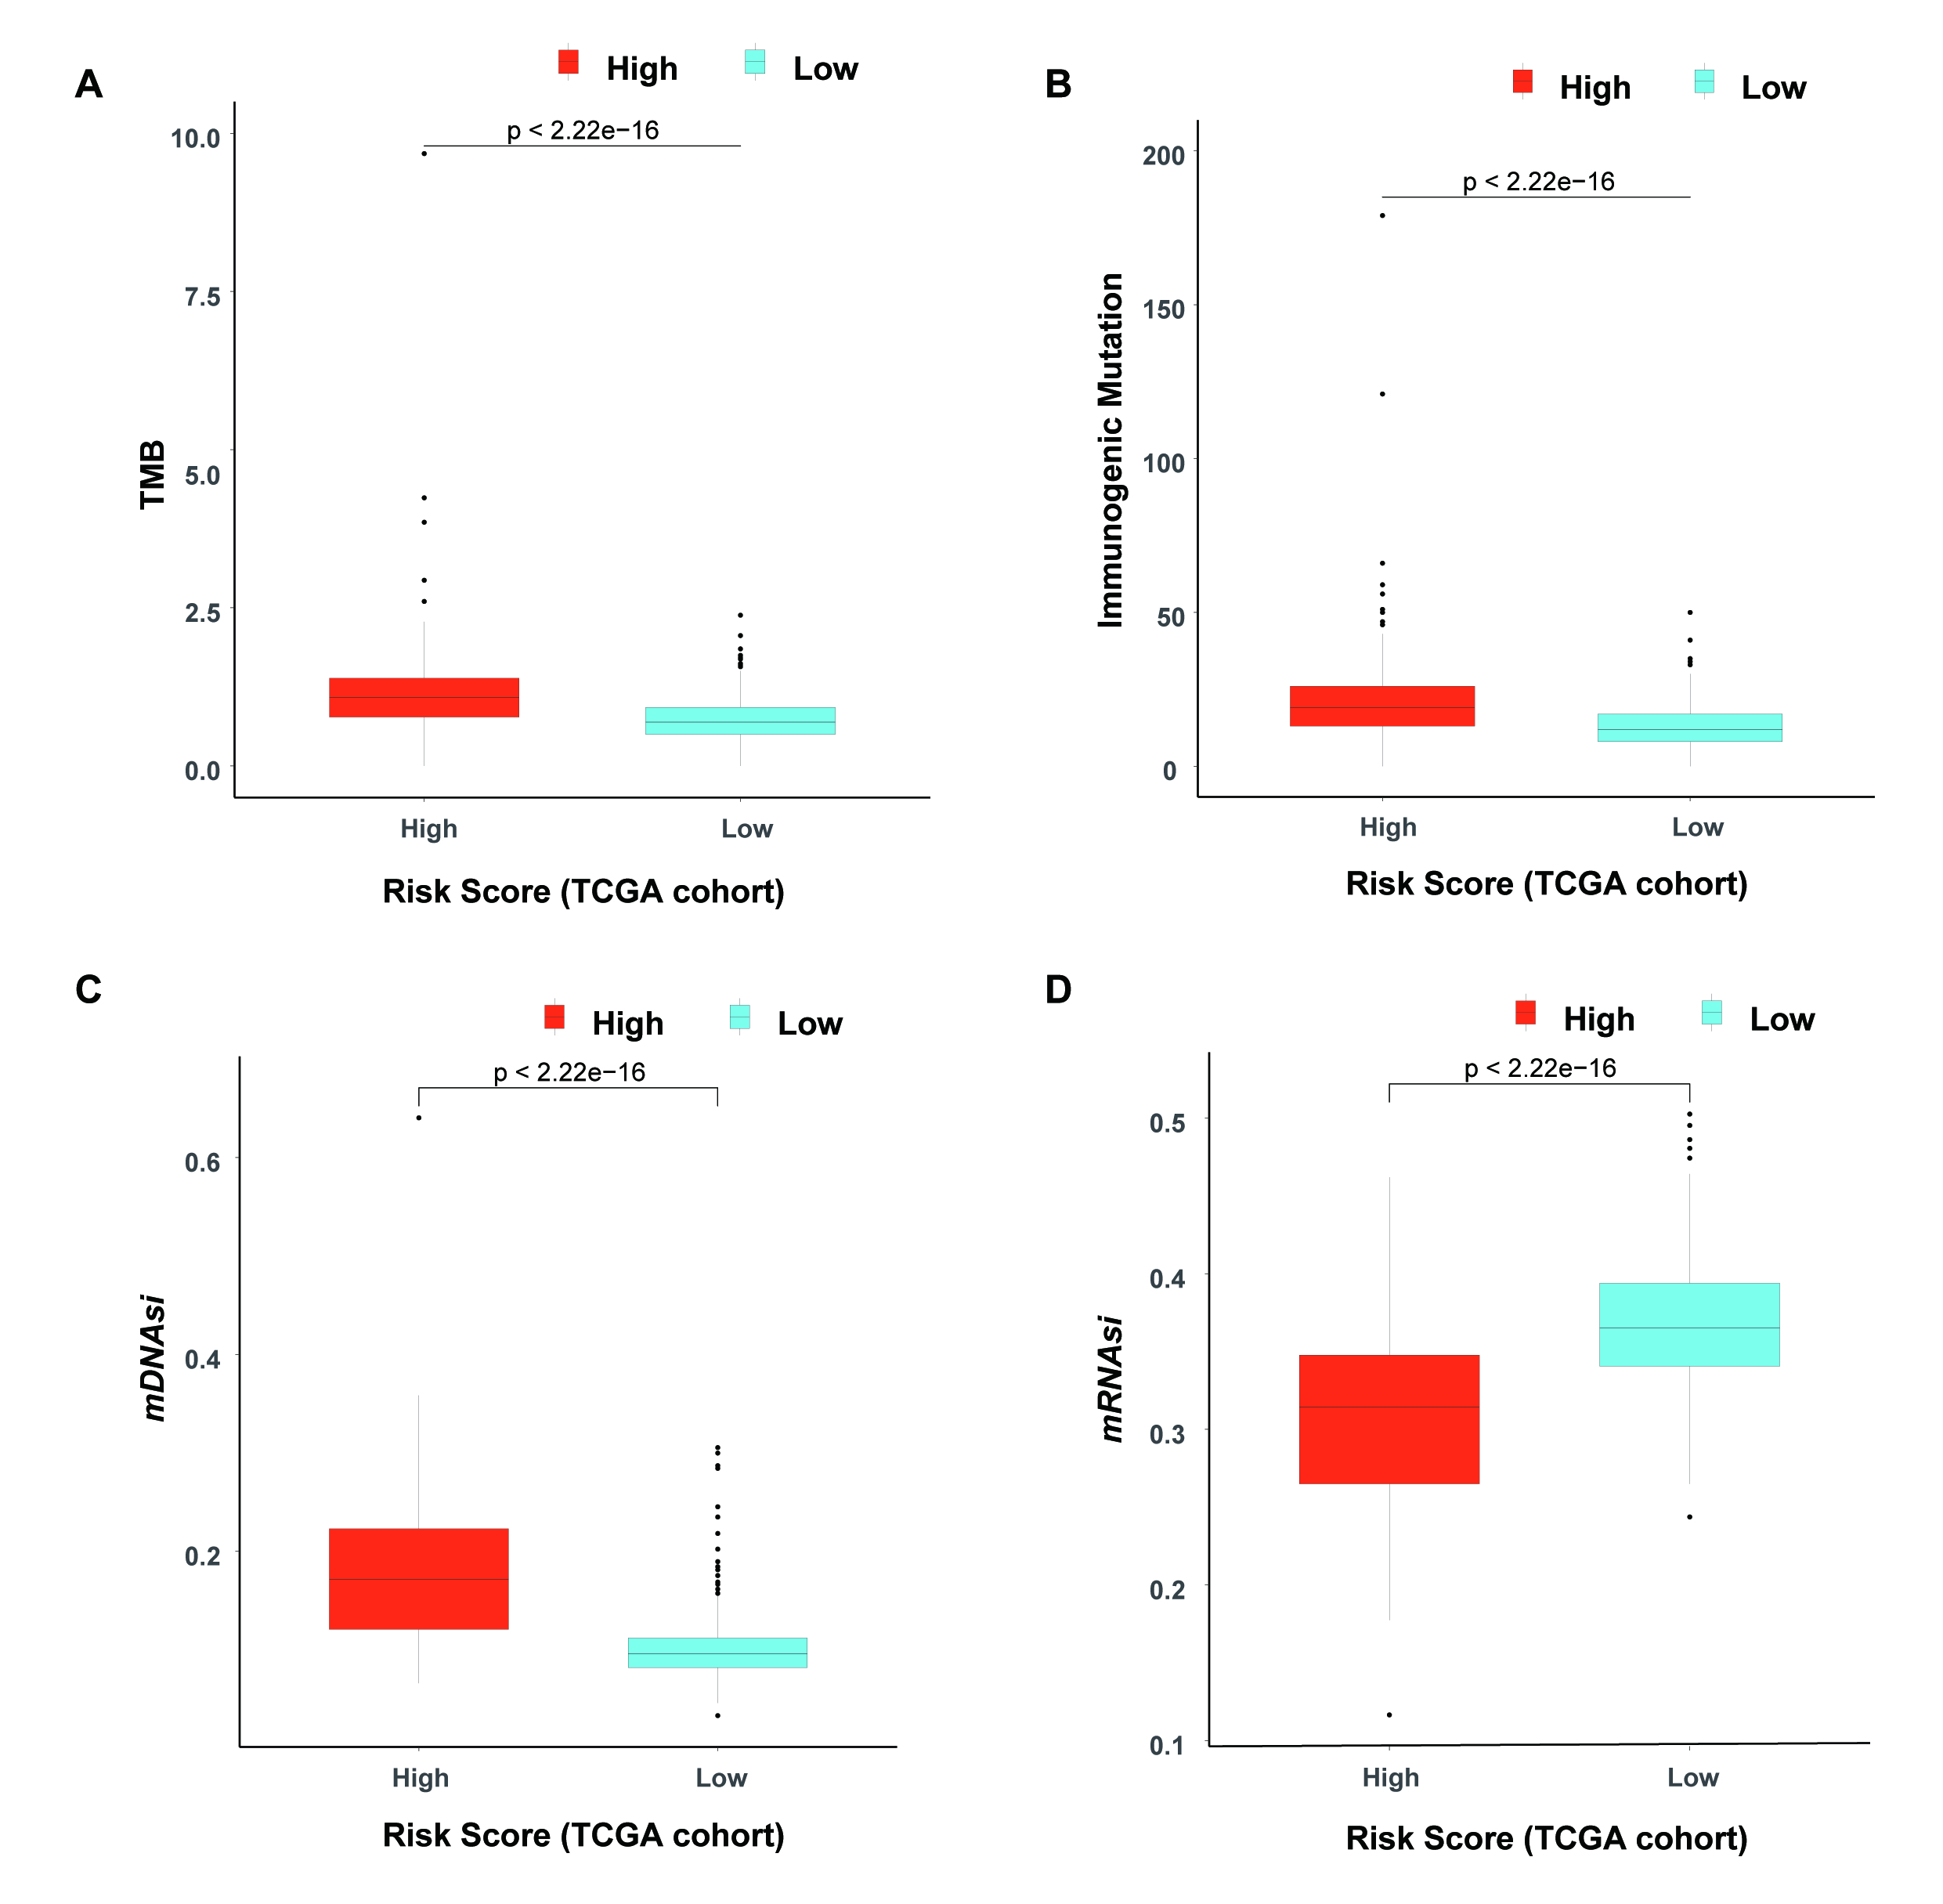 A
High Low
p < 2.22e−16
10.0
7.5
5.0
2.5
0.0
TMB
High Low
Risk Score (TCGA cohort)
B
High Low
p < 2.22e−16
200
150
100
50
0
Immunogenic Mutation
High Low
Risk Score (TCGA cohort)
C
High Low
p < 2.22e−16
0.6
0.4
0.2
mDNAsi
High Low
Risk Score (TCGA cohort)
D
High Low
p < 2.22e−16
0.5
0.4
0.3
0.2
0.1
mRNAsi
High Low
Risk Score (TCGA cohort)